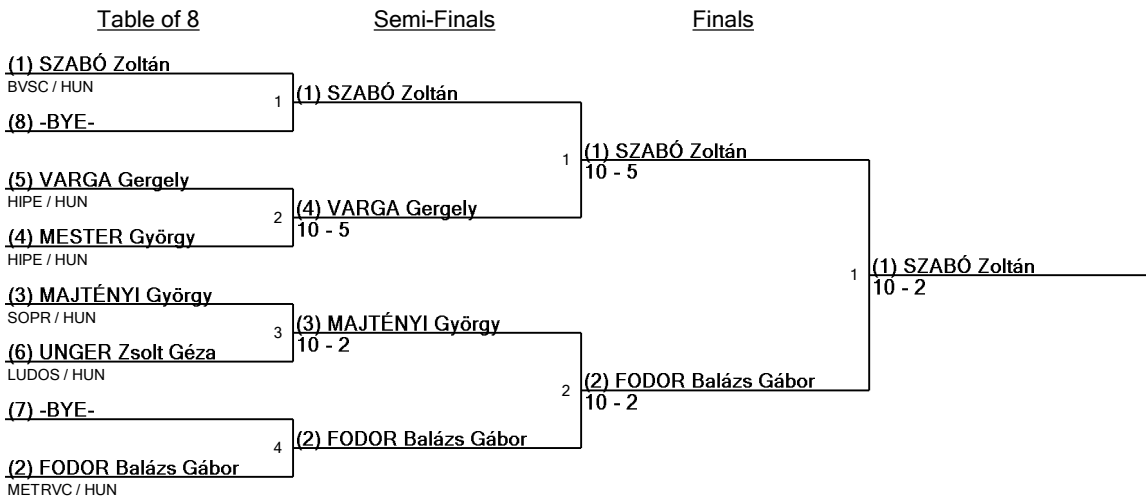 Table of 8
Semi-Finals
Finals
(1) SZABÓ Zoltán
BVSC / HUN
1
(1) SZABÓ Zoltán
(8) -BYE-
1
(1) SZABÓ Zoltán
10 - 5
(5) VARGA Gergely
HIPE / HUN
2
(4) VARGA Gergely
10 - 5
(4) MESTER György
HIPE / HUN
1
(1) SZABÓ Zoltán
10 - 2
(3) MAJTÉNYI György
SOPR / HUN
3
(3) MAJTÉNYI György
10 - 2
(6) UNGER Zsolt Géza
LUDOS / HUN
2
(2) FODOR Balázs Gábor
10 - 2
(7) -BYE-
4
(2) FODOR Balázs Gábor
(2) FODOR Balázs Gábor
METRVC / HUN